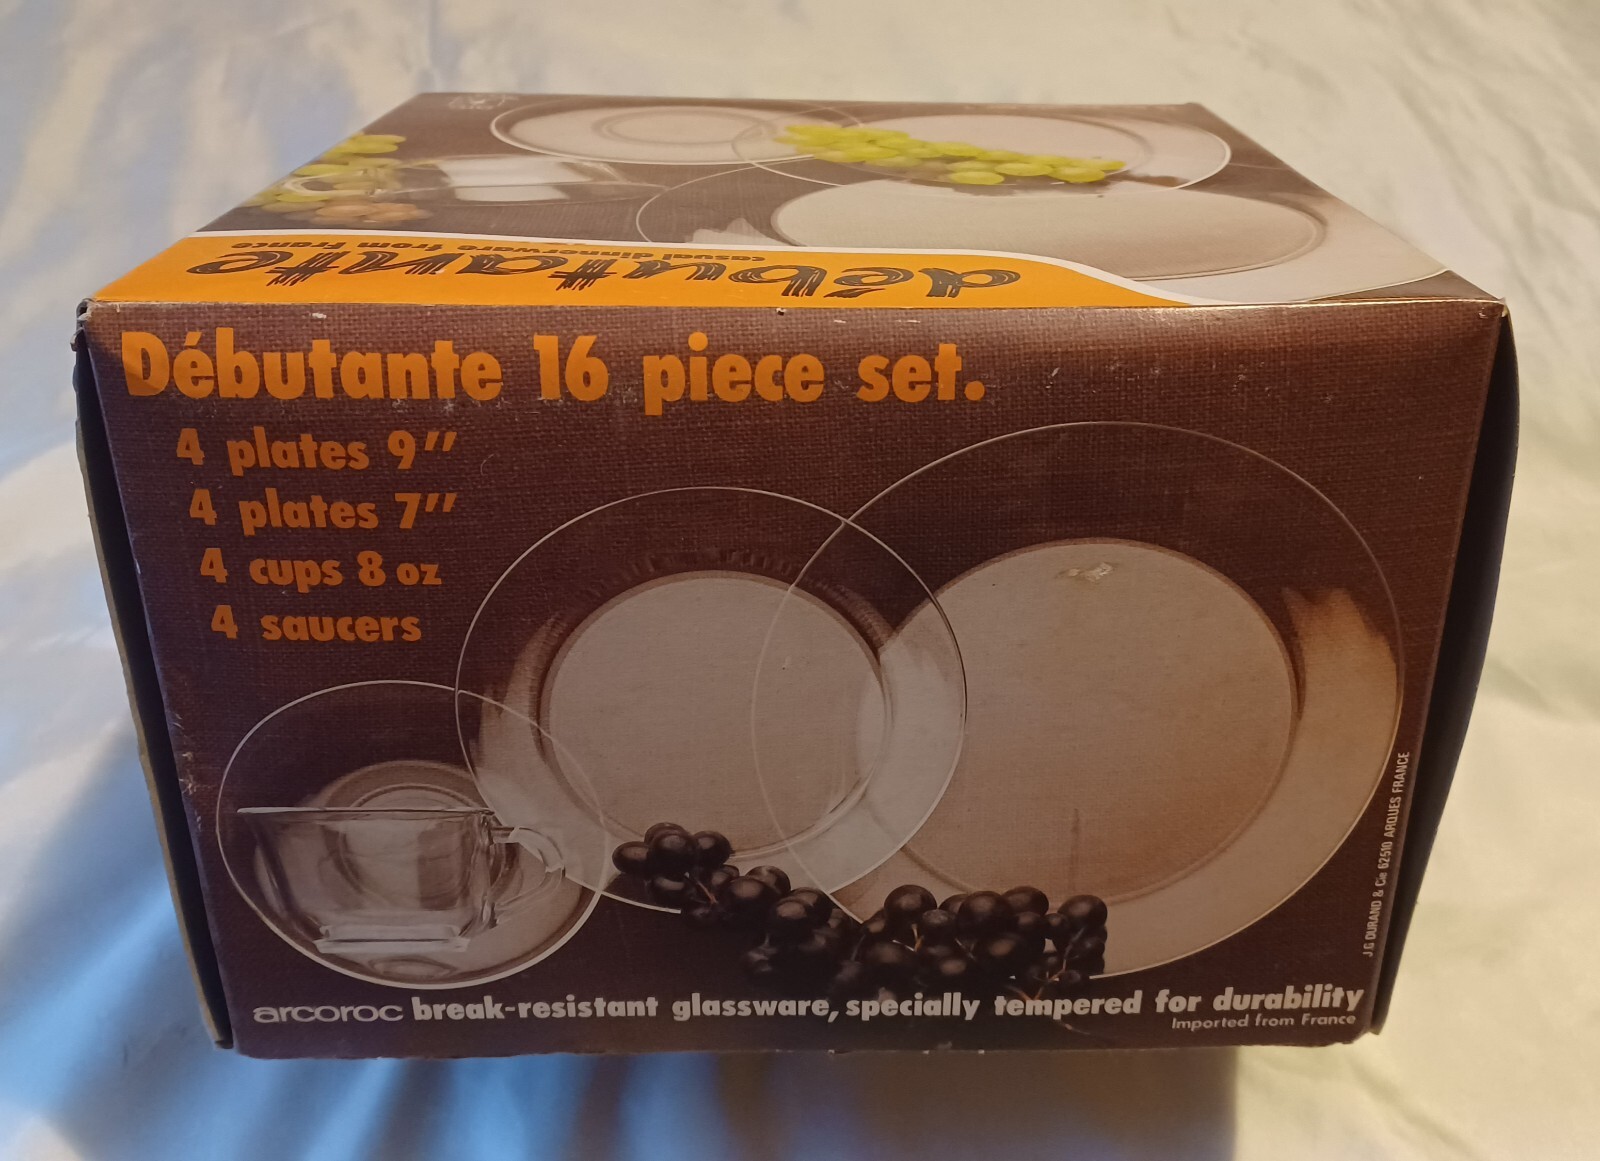 débutante
casual dinnerware from France
Débutante 16 piece set.
4 plates 9"
4 plates 7"
4 cups 8 oz
4 saucers
J.G DURAND & Cie 62510 ARQUES FRANCE
arcoroc break-resistant glassware, specially tempered for durability
Imported from France